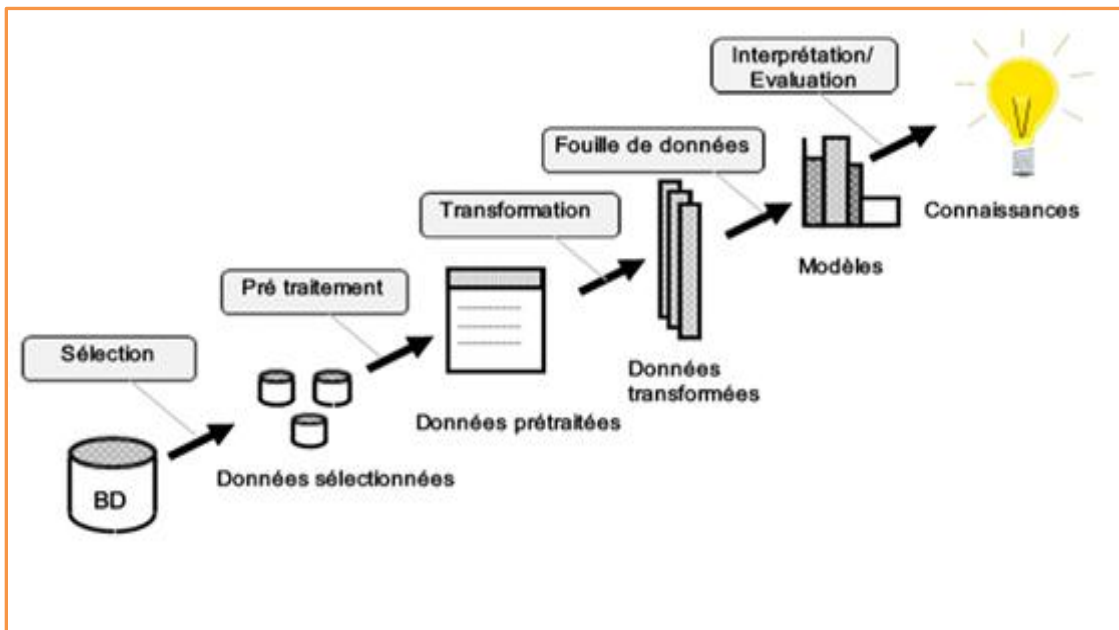 Interprétation/
Evaluation
Fouille de données
Transformation
Pré traitement
Sélection
BD
Données sélectionnées
Données prétraitées
Données
transformées
Modèles
Connaissances